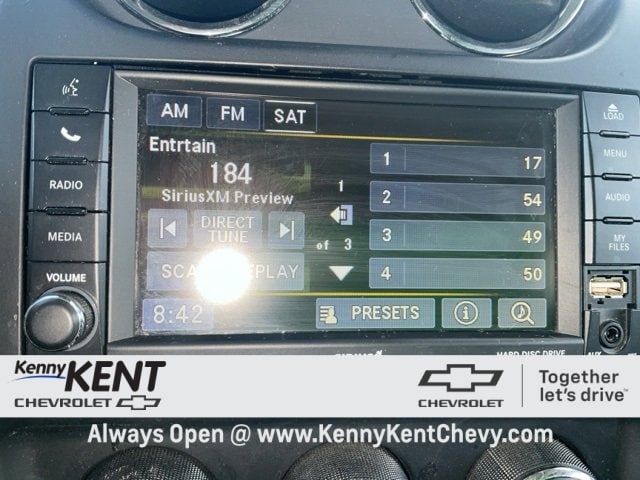 AM FM SAT
LOAD
Entrtain
184
SiriusXM Preview
1 17
1
2 54
MENU
RADIO
DIRECT
TUNE
of 3
3 49
AUDIO
MEDIA
4 50
MY
FILES
VOLUME
8:42
PRESETS
HARD DISC DRIVE
AUX
Kenny
KENT
CHEVROLET
CHEVROLET
Together
let's drive™
Always Open @ www.KennyKentChevy.com